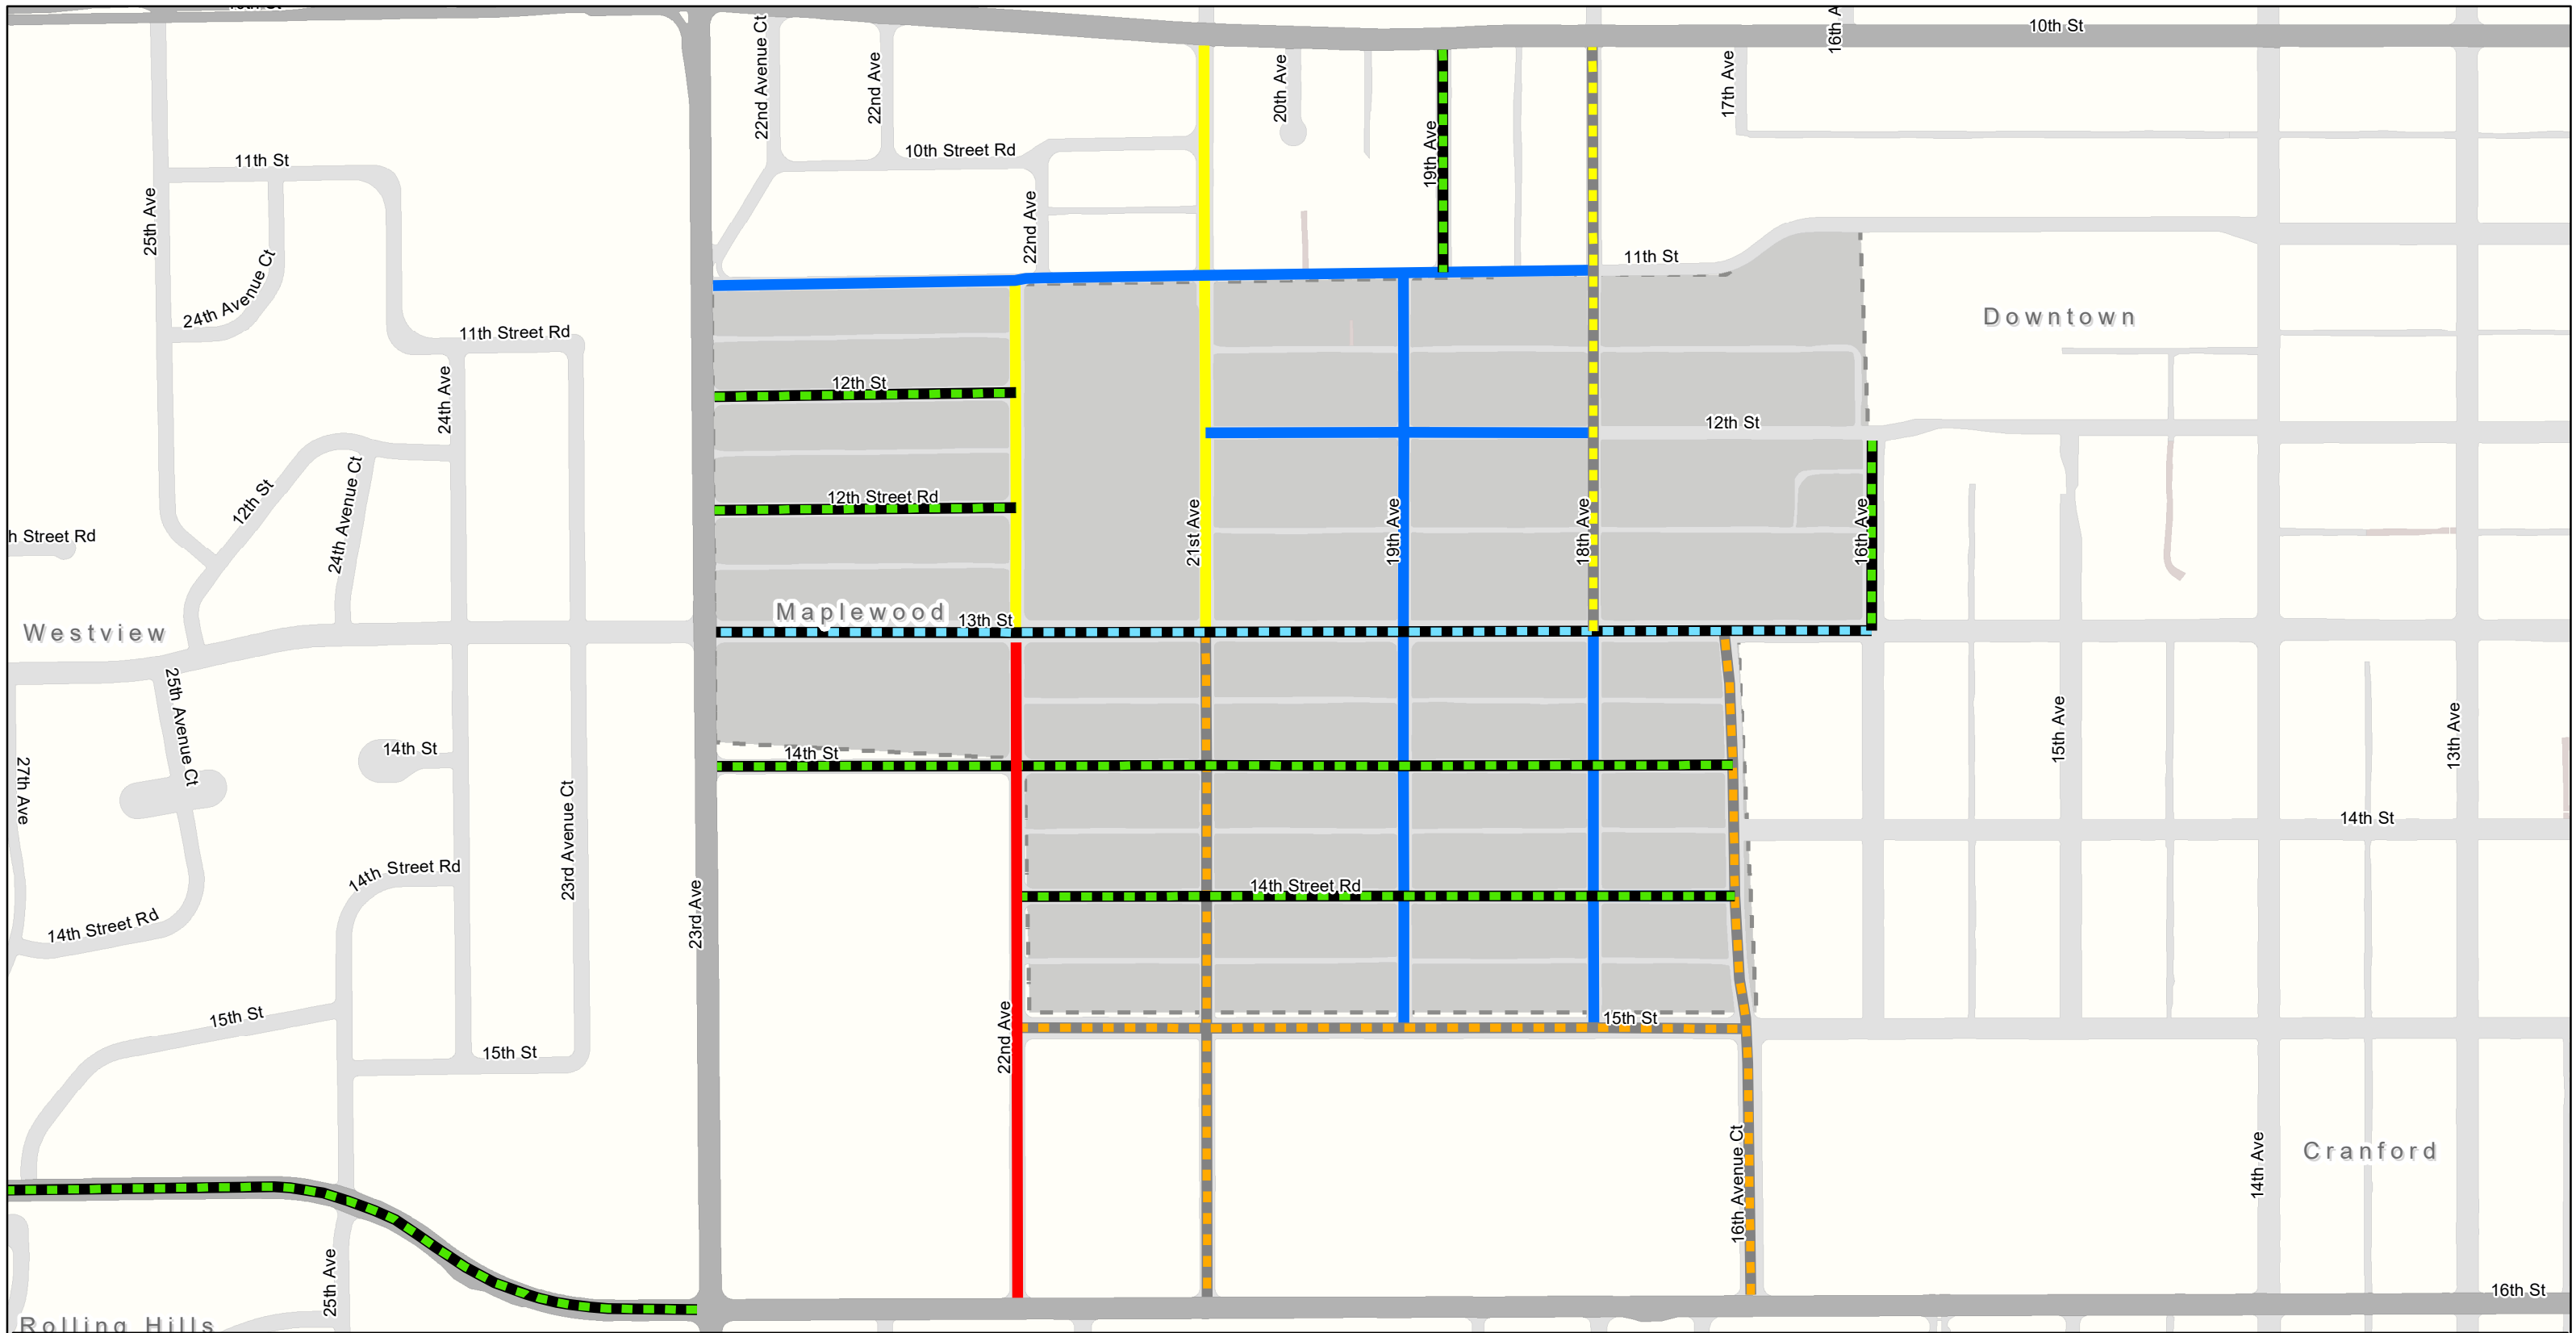 10th St
16th A
22nd Avenue Ct
22nd Ave
20th Ave
17th Ave
19th Ave
10th Street Rd
11th St
25th Ave
22nd Ave
11th St
24th Avenue Ct
Downtown
11th Street Rd
12th St
24th Ave
12th St
12th Street Rd
12th St
24th Avenue Ct
21st Ave
19th Ave
18th Ave
16th Ave
h Street Rd
Maplewood
13th St
Westview
25th Avenue Ct
15th Ave
13th Ave
14th St
14th St
27th Ave
23rd Avenue Ct
14th St
14th Street Rd
14th Street Rd
23rd Ave
14th Street Rd
15th St
15th St
22nd Ave
15th St
16th Avenue Ct
14th Ave
Cranford
25th Ave
16th St
Rolling Hills